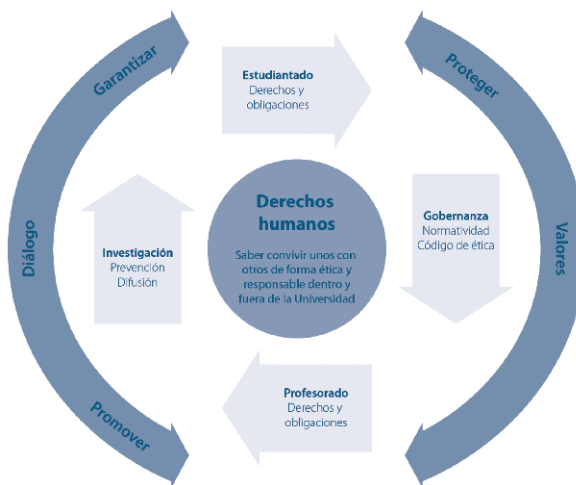 Garantizar
Diálogo
Promover
Estudiantado
Derechos y
obligaciones
Proteger
Valores
Investigación
Prevención
Difusión
Derechos
humanos
Saber convivir unos con
otros de forma ética y
responsable dentro y
fuera de la Universidad
Gobernanza
Normatividad
Código de ética
Profesorado
Derechos y
obligaciones